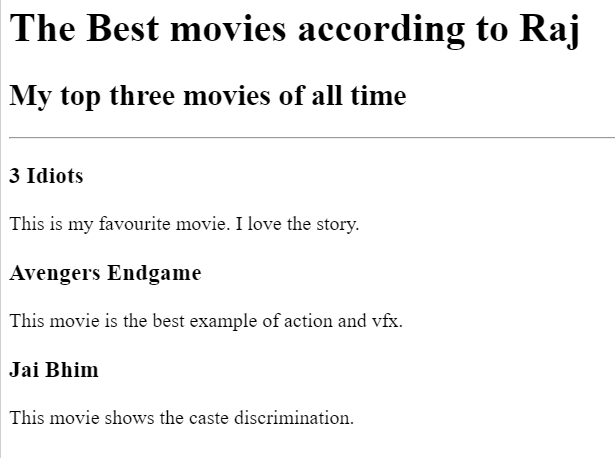 The Best movies according to Raj
My top three movies of all time
3 Idiots
This is my favourite movie. I love the story.
Avengers Endgame
This movie is the best example of action and vfx.
Jai Bhim
This movie shows the caste discrimination.